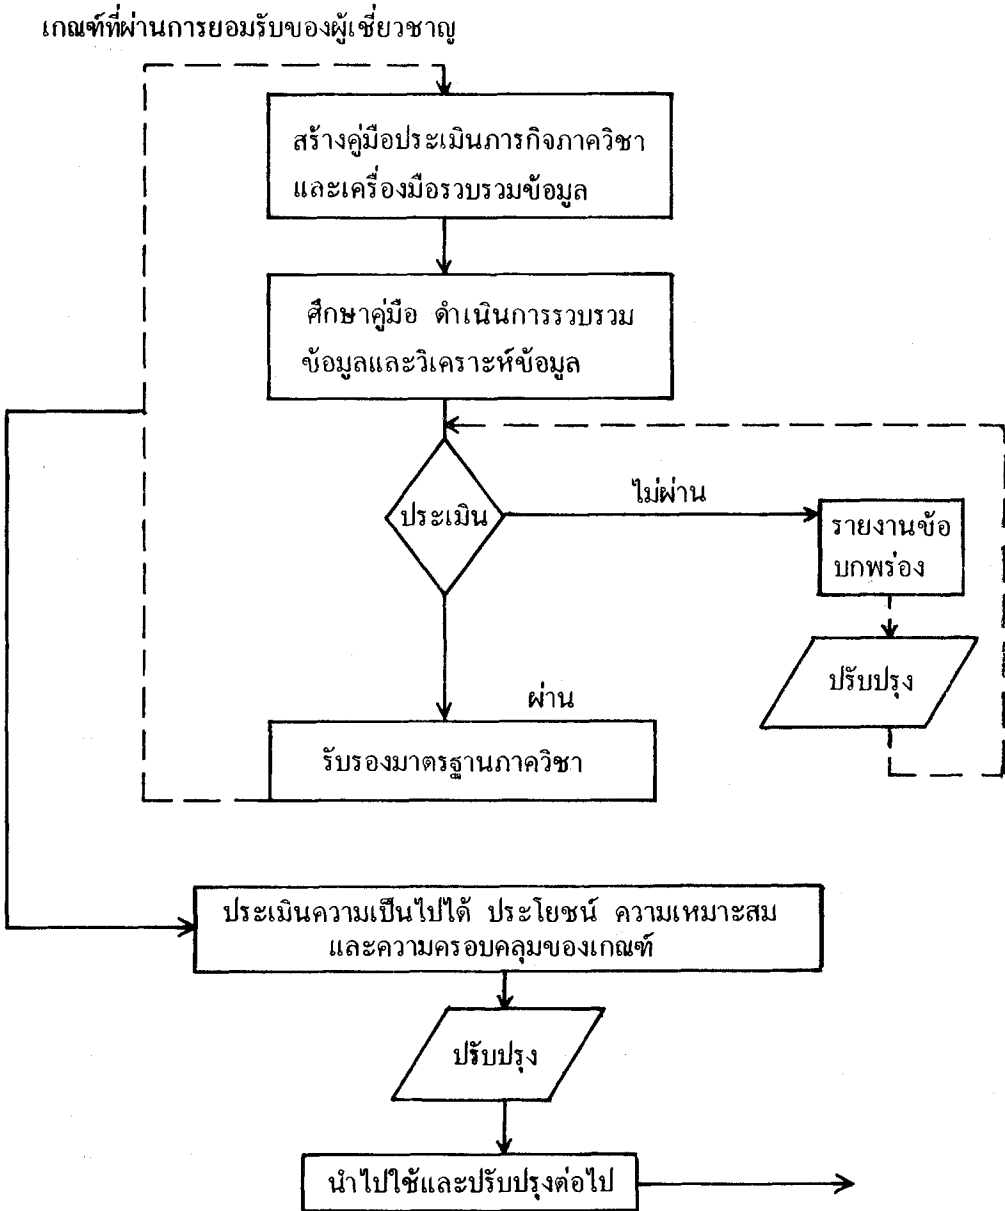 เกณฑ์ที่ผ่านการยอมรับของผู้เชี่ยวชาญ
สร้างคู่มือประเมินภารกิจภาควิชา
และเครื่องมือรวบรวมข้อมูล
ศึกษาคู่มือ ดำเนินการรวบรวม
ข้อมูลและวิเคราะห์ข้อมูล
ประเมิน
ไม่ผ่าน
รายงานข้อ
บกพร่อง
ปรับปรุง
ผ่าน
รับรองมาตรฐานภาควิชา
ประเมินความเป็นไปได้ ประโยชน์ ความเหมาะสม
และความครอบคลุมของเกณฑ์
ปรับปรุง
นำไปใช้และปรับปรุงต่อไป